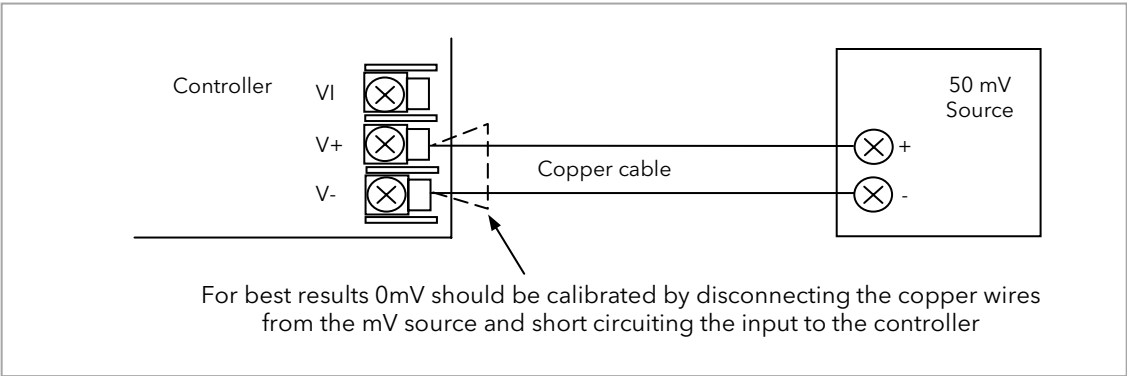 Controller
VI
V+
V-
50 mV
Source
+
-
Copper cable
For best results 0mV should be calibrated by disconnecting the copper wires
from the mV source and short circuiting the input to the controller